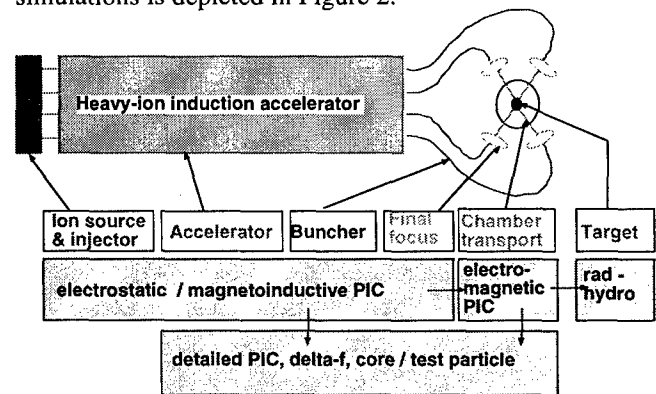 simulations is depicted in Figure 2.
Heavy-ion induction accelerator
Ion source
& injector
Accelerator
Buncher
Final
focus
Chamber
transport
Target
electrostatic / magnetoinductive PIC
electro-
magnetic
PIC
rad -
hydro
detailed PIC, delta-f, core / test particle